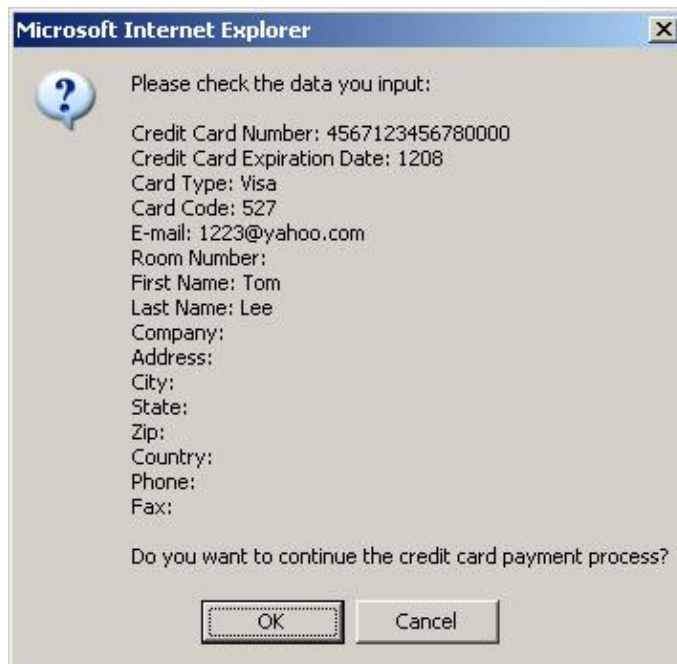 Microsoft Internet Explorer
Please check the data you input:
Credit Card Number: 4567123456780000
Credit Card Expiration Date: 1208
Card Type: Visa
Card Code: 527
E-mail: 1223@yahoo.com
Room Number:
First Name: Tom
Last Name: Lee
Company:
Address:
City:
State:
Zip:
Country:
Phone:
Fax:
Do you want to continue the credit card payment process?
OK Cancel